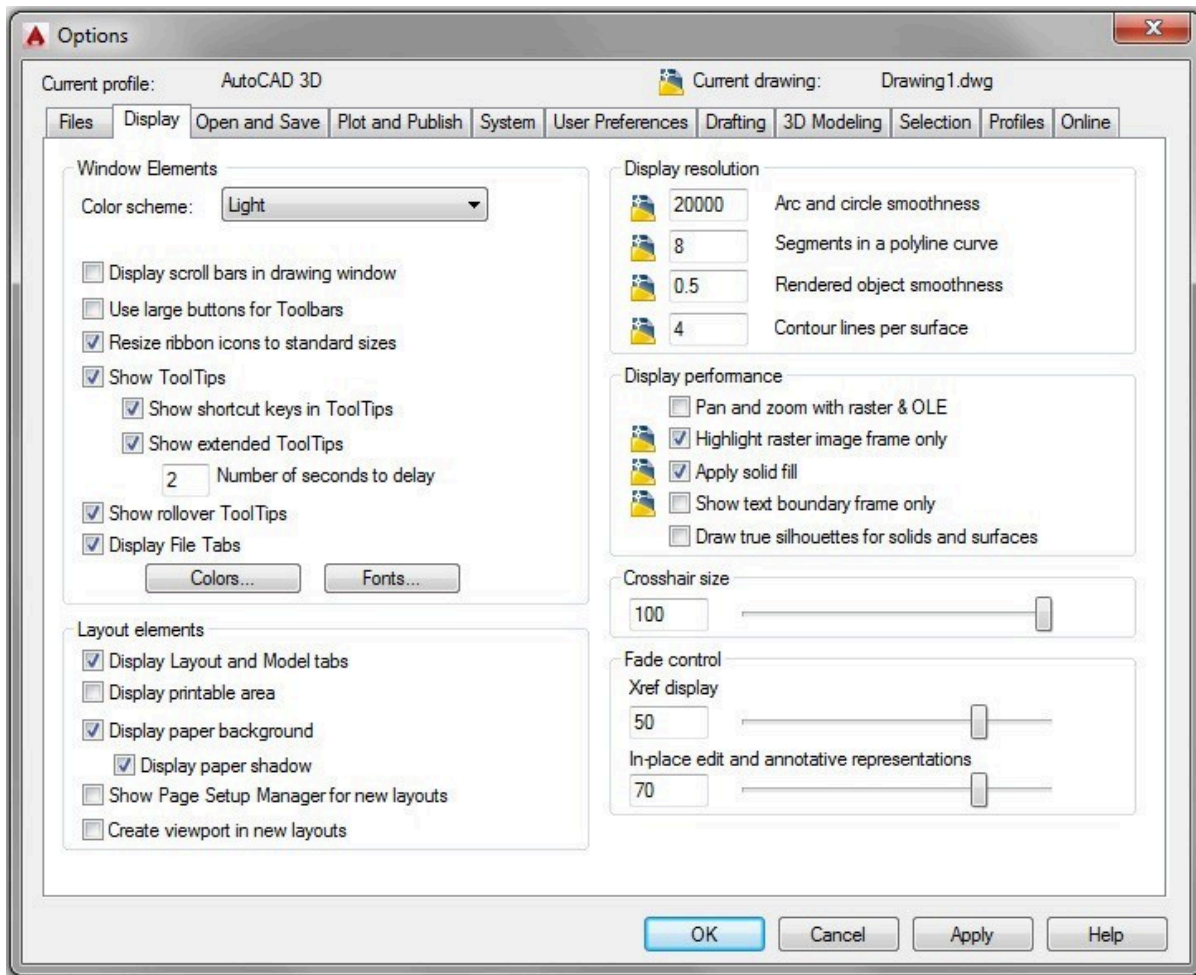 Options
Current profile: AutoCAD 3D Current drawing: Drawing1.dwg
Files Display Open and Save Plot and Publish System User Preferences Drafting 3D Modeling Selection Profiles Online
Window Elements
Color scheme: Light
Display scroll bars in drawing window
Use large buttons for Toolbars
Resize ribbon icons to standard sizes
Show ToolTips
Show shortcut keys in ToolTips
Show extended ToolTips
2 Number of seconds to delay
Show rollover ToolTips
Display File Tabs
Colors... Fonts...
Layout elements
Display Layout and Model tabs
Display printable area
Display paper background
Display paper shadow
Show Page Setup Manager for new layouts
Create viewport in new layouts
Display resolution
20000 Arc and circle smoothness
8 Segments in a polyline curve
0.5 Rendered object smoothness
4 Contour lines per surface
Display performance
Pan and zoom with raster & OLE
Highlight raster image frame only
Apply solid fill
Show text boundary frame only
Draw true silhouettes for solids and surfaces
Crosshair size
100
Fade control
Xref display
50
In-place edit and annotative representations
70
OK Cancel Apply Help